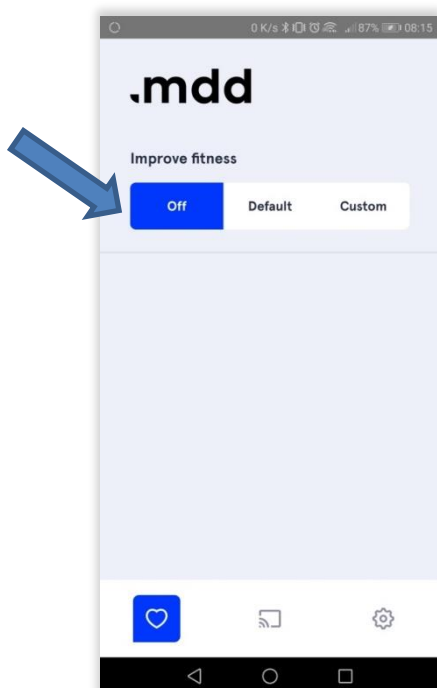 0 K/s 87% 08:15
.mdd
Improve fitness
Off Default Custom